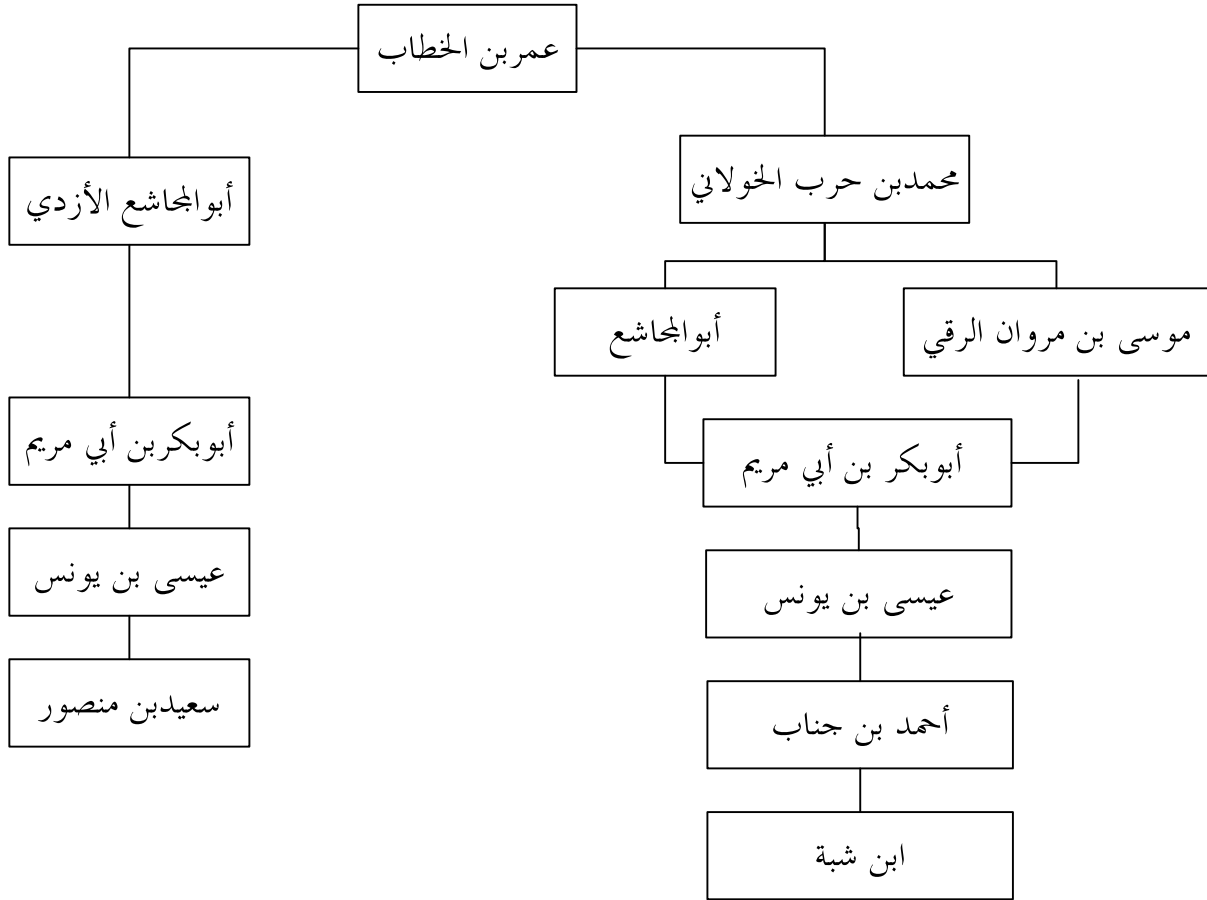 عمربن الخطاب
محمدبن حرب الخولاني
أبوالمجاشع الأزدي
موسى بن مروان الرقي
أبوالمجاشع
أبوبكر بن أبي مريم
أبوبكربن أبي مريم
عيسى بن يونس
عيسى بن يونس
أحمد بن جناب
سعيدبن منصور
ابن شبة